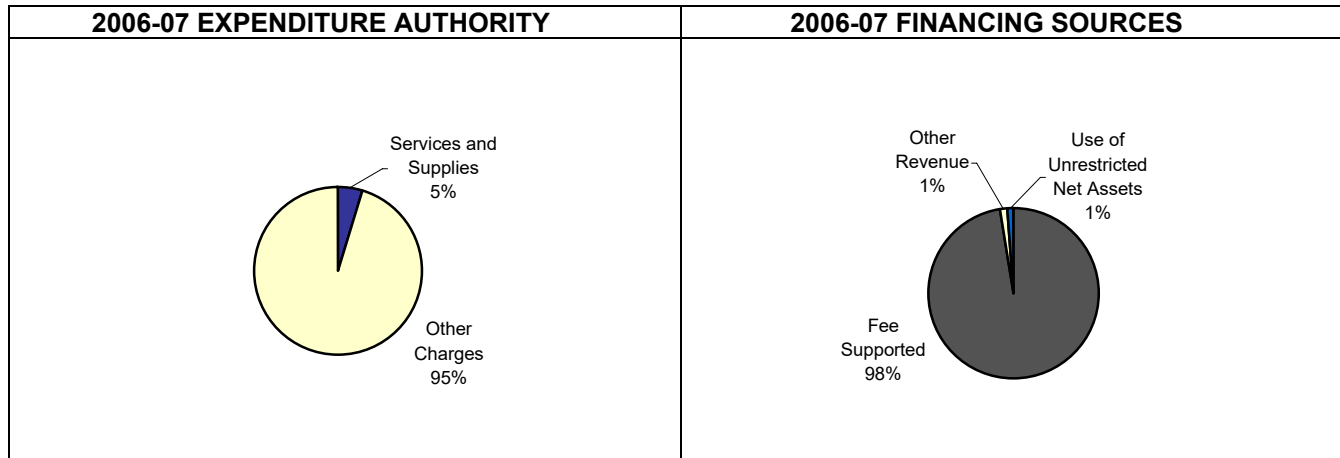 2006-07 EXPENDITURE AUTHORITY
Services and
Supplies
5%
Other
Charges
95%
2006-07 FINANCING SOURCES
Other
Revenue
1%
Use of
Unrestricted
Net Assets
1%
Fee
Supported
98%